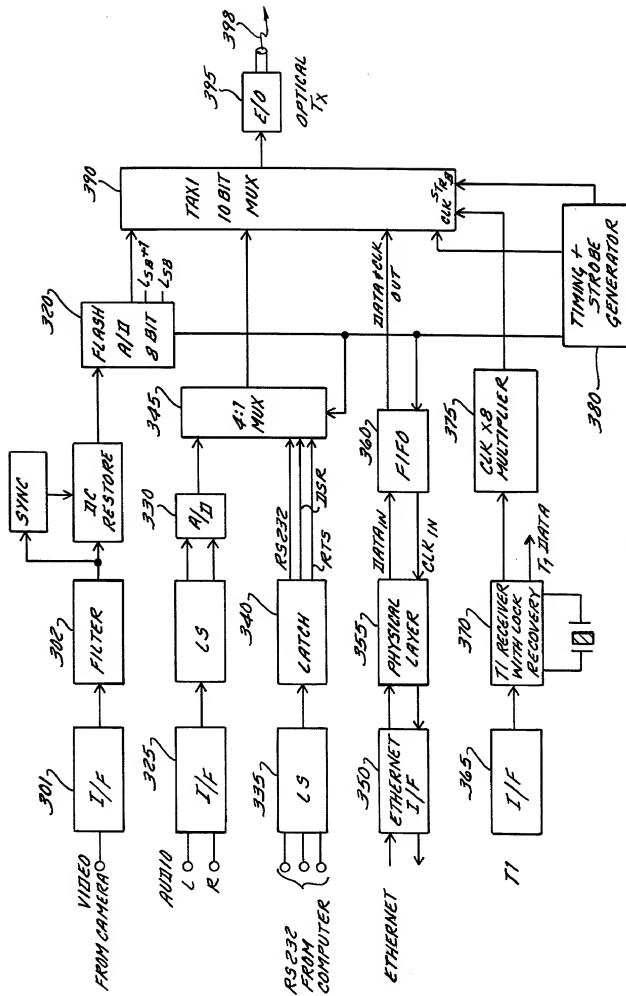 VIDEO
FROM CAMERA
301
I/F
302
FILTER
SYNC
DC
RESTORE
320
FLASH
A/D
8 BIT
LSB+1
LSB
AUDIO
L
R
325
I/F
LS
330
A/D
345
4:1
MUX
RS232
FROM
COMPUTER
335
LS
340
LATCH
RS232
DSR
RTS
ETHERNET
350
ETHERNET
I/F
355
PHYSICAL
LAYER
DATA IN
CLK IN
360
FIFO
DATA & CLK
OUT
T1
365
I/F
370
T1 RECEIVER
WITH LOCK
RECOVERY
T1 DATA
375
CLK X8
MULTIPLIER
380
TIMING +
STROBE
GENERATOR
390
TAXI
10 BIT
MUX
CLK
STRB
395
E/O
398
OPTICAL
TX